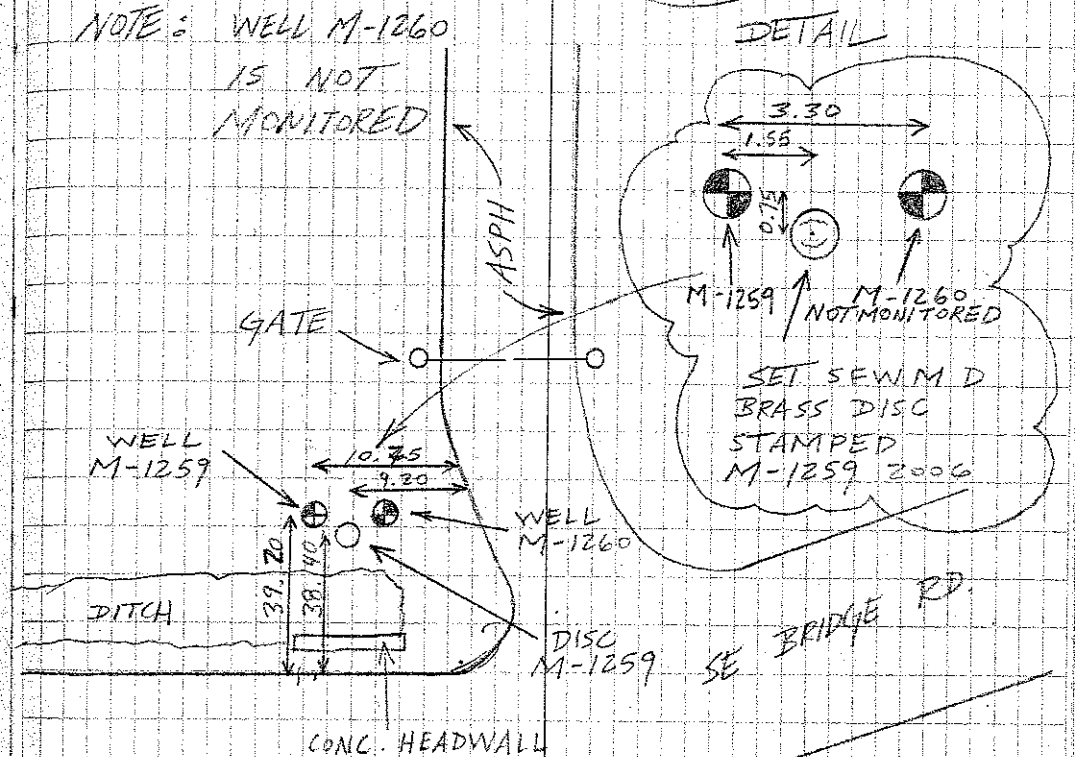 NOTE: WELL M-1260
IS NOT
MONITORED
DETAIL
3.30
1.55
0.75
M-1259
M-1260
NOT MONITORED
SET SEWMD
BRASS DISC
STAMPED
M-1259 2006
ASPH
GATE
WELL
M-1259
10.75
9.20
WELL
M-1260
39.20
38.40
DITCH
DISC
M-1259
SE BRIDGE RD.
CONC. HEADWALL